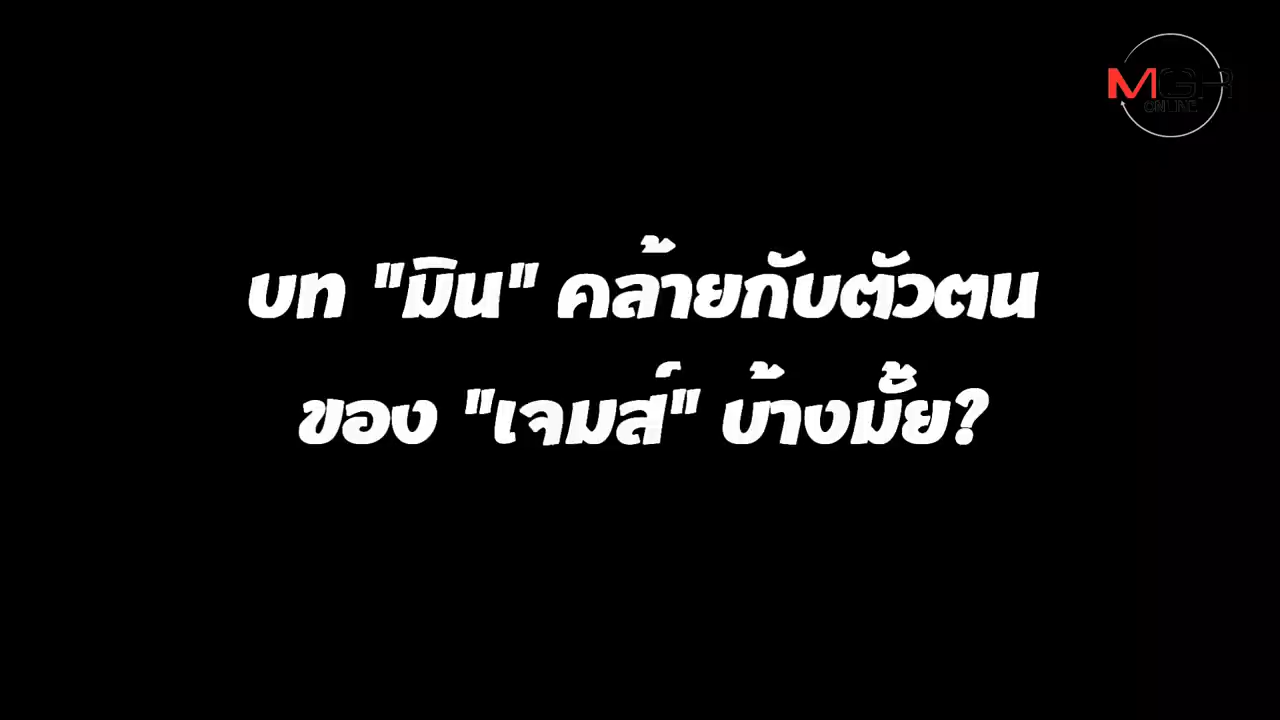 MGR
ONLINE
บท "มิน" คล้ายกับตัวตน
ของ "เจมส์" บ้างมั้ย?